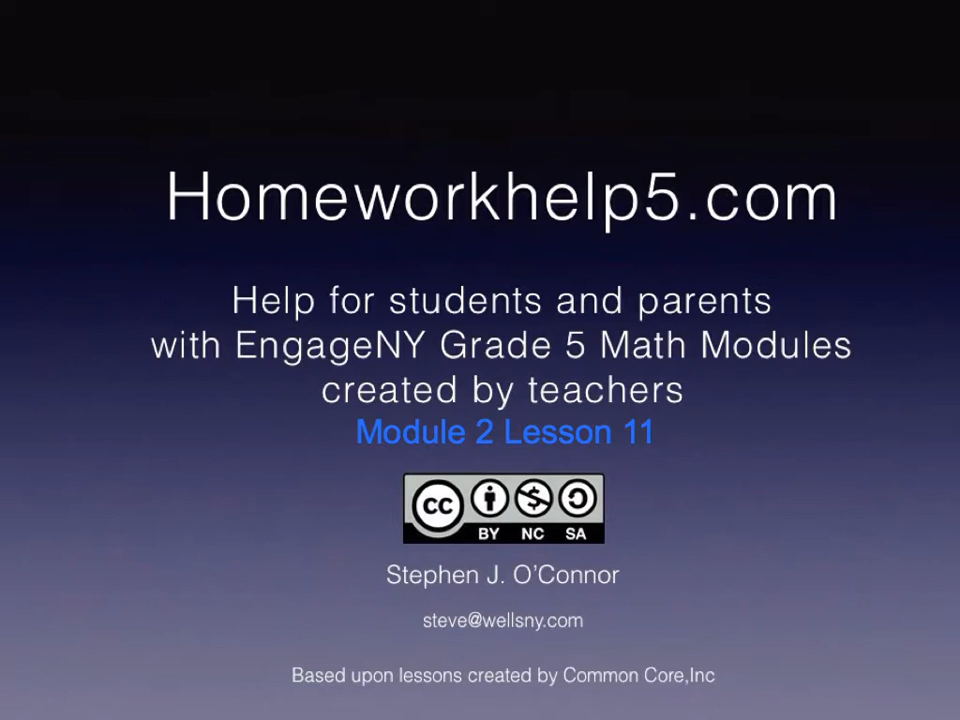 Homeworkhelp5.com
Help for students and parents
with EngageNY Grade 5 Math Modules
created by teachers
Module 2 Lesson 11
cc
BY NC SA
Stephen J. O'Connor
steve@wellsny.com
Based upon lessons created by Common Core,Inc